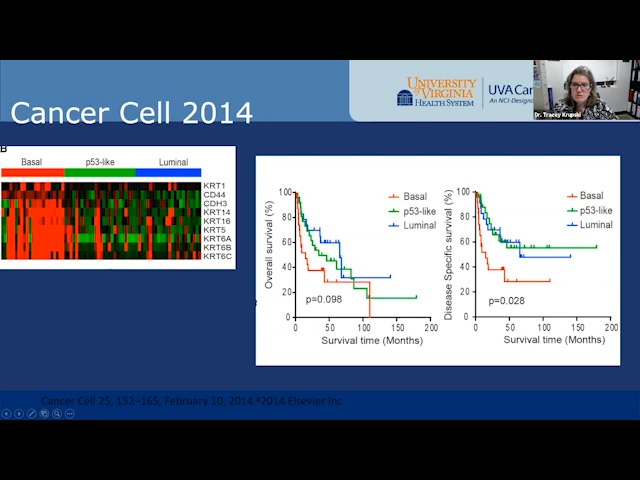 UNIVERSITY
of VIRGINIA
HEALTH SYSTEM
UVA Can
An NCI-Designa
Dr. Tracey Krupski
Cancer Cell 2014
B
Basal p53-like Luminal
KRT1
CD44
CDH3
KRT14
KRT16
KRT5
KRT6A
KRT6B
KRT6C
Overall survival (%)
100
80
60
40
20
0
Basal
p53-like
Luminal
p=0.098
0 50 100 150 200
Survival time (Months)
Disease Specific survival (%)
100
80
60
40
20
0
Basal
p53-like
Luminal
p=0.028
0 50 100 150 200
Survival time (Months)
Cancer Cell 25, 152–165, February 10, 2014 ª2014 Elsevier Inc